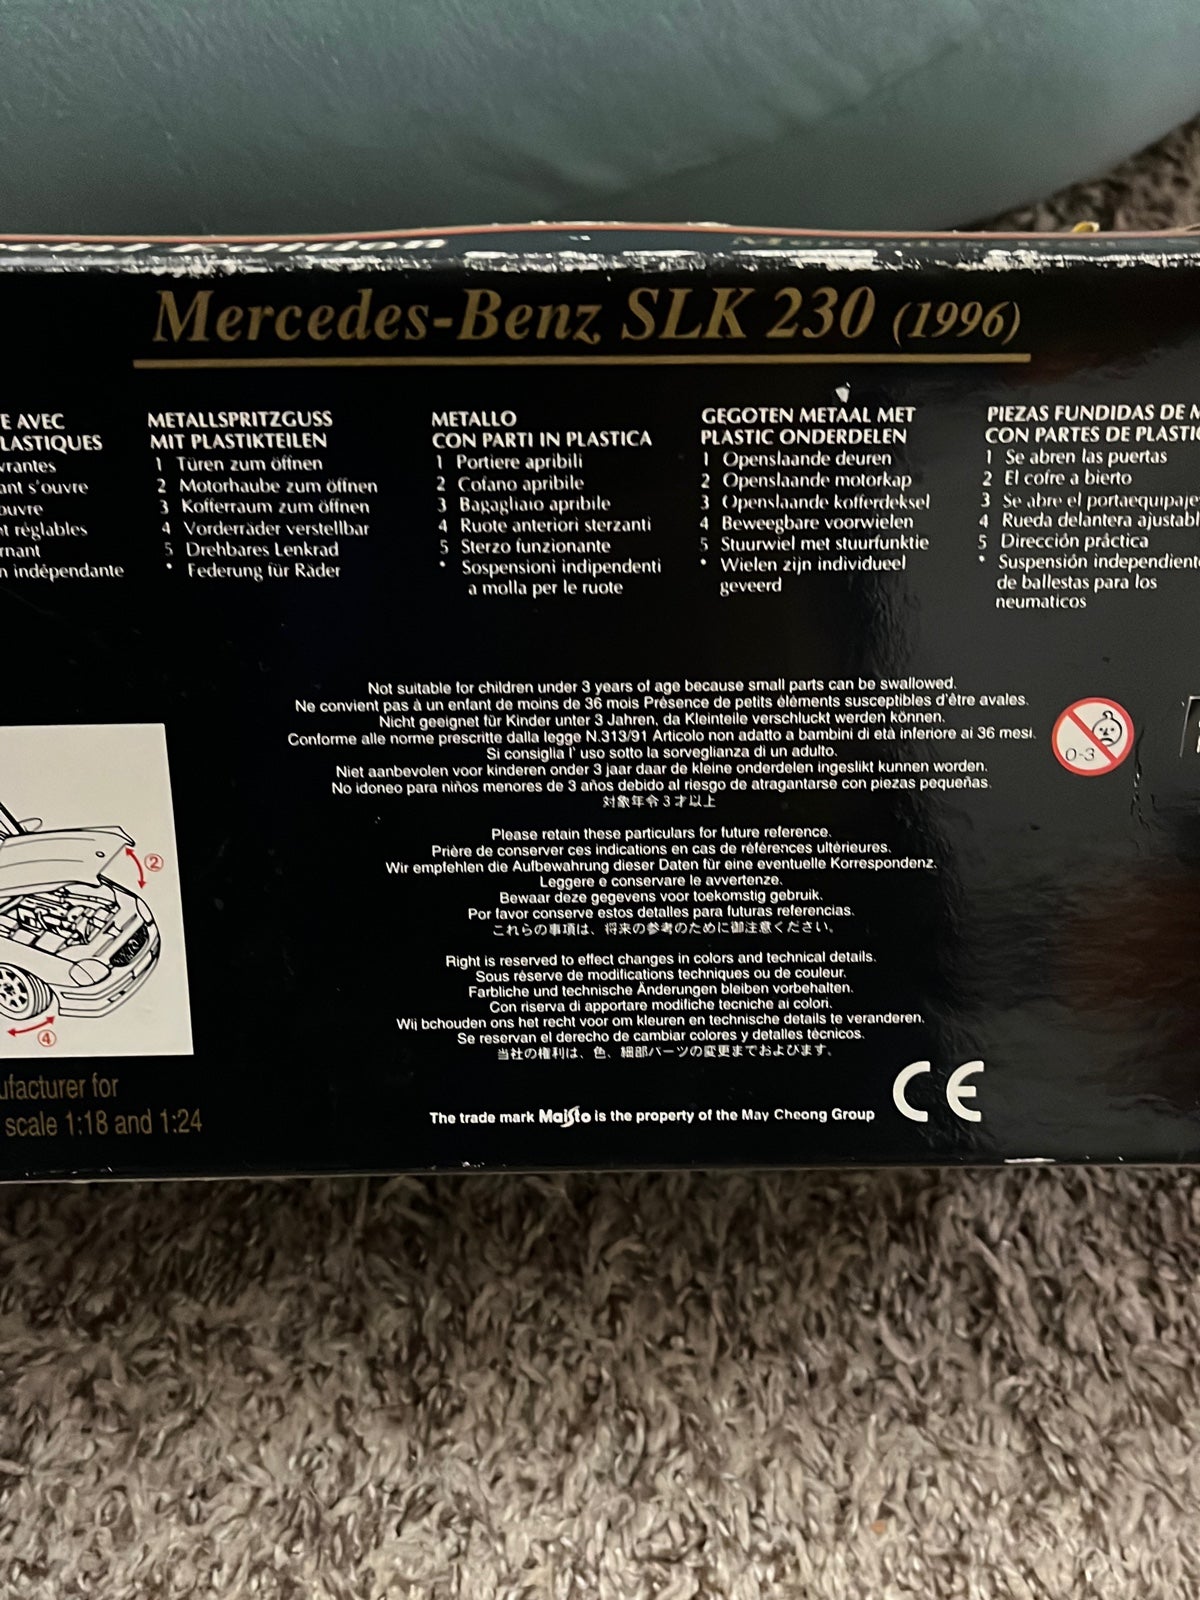 Edition
Mercedes-Benz SLK 230 (1996)
E AVEC
LASTIQUES
vrantes
ant s'ouvre
ouvre
t réglables
rnant
n indépendante
METALLSPRITZGUSS
MIT PLASTIKTEILEN
1 Türen zum öffnen
2 Motorhaube zum öffnen
3 Kofferraum zum öffnen
4 Vorderräder verstellbar
5 Drehbares Lenkrad
* Federung für Räder
METALLO
CON PARTI IN PLASTICA
1 Portiere apribili
2 Cofano apribile
3 Bagagliaio apribile
4 Ruote anteriori sterzanti
5 Sterzo funzionante
* Sospensioni indipendenti
a molla per le ruote
GEGOTEN METAAL MET
PLASTIC ONDERDELEN
1 Openslaande deuren
2 Openslaande motorkap
3 Openslaande kofferdeksel
4 Beweegbare voorwielen
5 Stuurwiel met stuurfunktie
* Wielen zijn individueel
geveerd
PIEZAS FUNDIDAS DE M
CON PARTES DE PLASTIC
1 Se abren las puertas
2 El cofre a bierto
3 Se abre el portaequipaje
4 Rueda delantera ajustabl
5 Dirección práctica
* Suspensión independient
de ballestas para los
neumaticos
Not suitable for children under 3 years of age because small parts can be swallowed.
Ne convient pas à un enfant de moins de 36 mois Présence de petits éléments susceptibles d'être avales.
Nicht geeignet für Kinder unter 3 Jahren, da Kleinteile verschluckt werden können.
Conforme alle norme prescritte dalla legge N.313/91 Articolo non adatto a bambini di età inferiore ai 36 mesi.
Si consiglia l' uso sotto la sorveglianza di un adulto.
Niet aanbevolen voor kinderen onder 3 jaar daar de kleine onderdelen ingeslikt kunnen worden.
No idoneo para niños menores de 3 años debido al riesgo de atragantarse con piezas pequeñas.
対象年令3才以上
0-3
Please retain these particulars for future reference.
Prière de conserver ces indications en cas de références ultérieures.
Wir empfehlen die Aufbewahrung dieser Daten für eine eventuelle Korrespondenz.
Leggere e conservare le avvertenze.
Bewaar deze gegevens voor toekomstig gebruik.
Por favor conserve estos detalles para futuras referencias.
これらの事項は、将来の参考のために御注意ください。
Right is reserved to effect changes in colors and technical details.
Sous réserve de modifications techniques ou de couleur.
Farbliche und technische Änderungen bleiben vorbehalten.
Con riserva di apportare modifiche tecniche ai colori.
Wij bchouden ons het recht voor om kleuren en technische details te veranderen.
Se reservan el derecho de cambiar colores y detalles técnicos.
当社の権利は、色、細部パーツの変更までおよびます。
2
4
ufacturer for
scale 1:18 and 1:24
The trade mark Maisto is the property of the May Cheong Group
CE